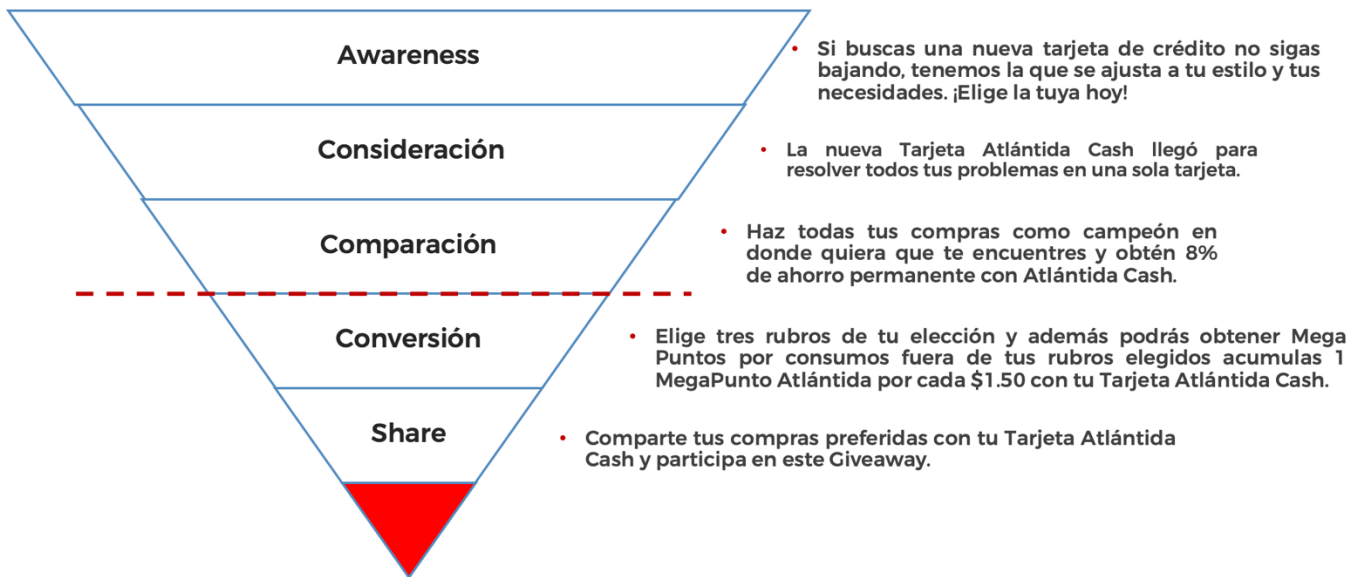 Awareness
• Si buscas una nueva tarjeta de crédito no sigas
bajando, tenemos la que se ajusta a tu estilo y tus
necesidades. ¡Elige la tuya hoy!
Consideración
• La nueva Tarjeta Atlántida Cash llegó para
resolver todos tus problemas en una sola tarjeta.
Comparación
• Haz todas tus compras como campeón en
donde quiera que te encuentres y obtén 8%
de ahorro permanente con Atlántida Cash.
Conversión
• Elige tres rubros de tu elección y además podrás obtener Mega
Puntos por consumos fuera de tus rubros elegidos acumulas 1
MegaPunto Atlántida por cada $1.50 con tu Tarjeta Atlántida Cash.
Share
• Comparte tus compras preferidas con tu Tarjeta Atlántida
Cash y participa en este Giveaway.